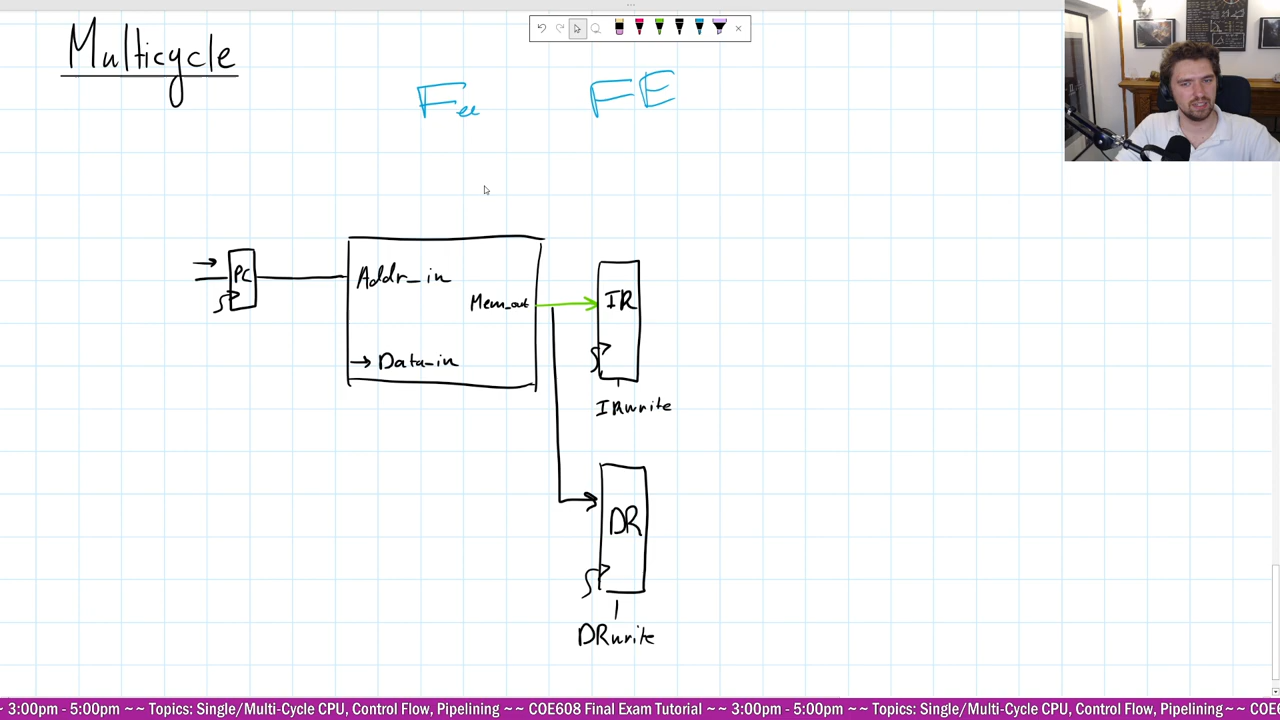 Multicycle
Fee FE
PC
Addr_in
Mem_out
Data_in
IR
IRwrite
DR
DRwrite
~ 3:00pm - 5:00pm ~~ Topics: Single/Multi-Cycle CPU, Control Flow, Pipelining ~~ COE608 Final Exam Tutorial ~~ 3:00pm - 5:00pm ~~ Topics: Single/Multi-Cycle CPU, Control Flow, Pipelining ~~ COE6